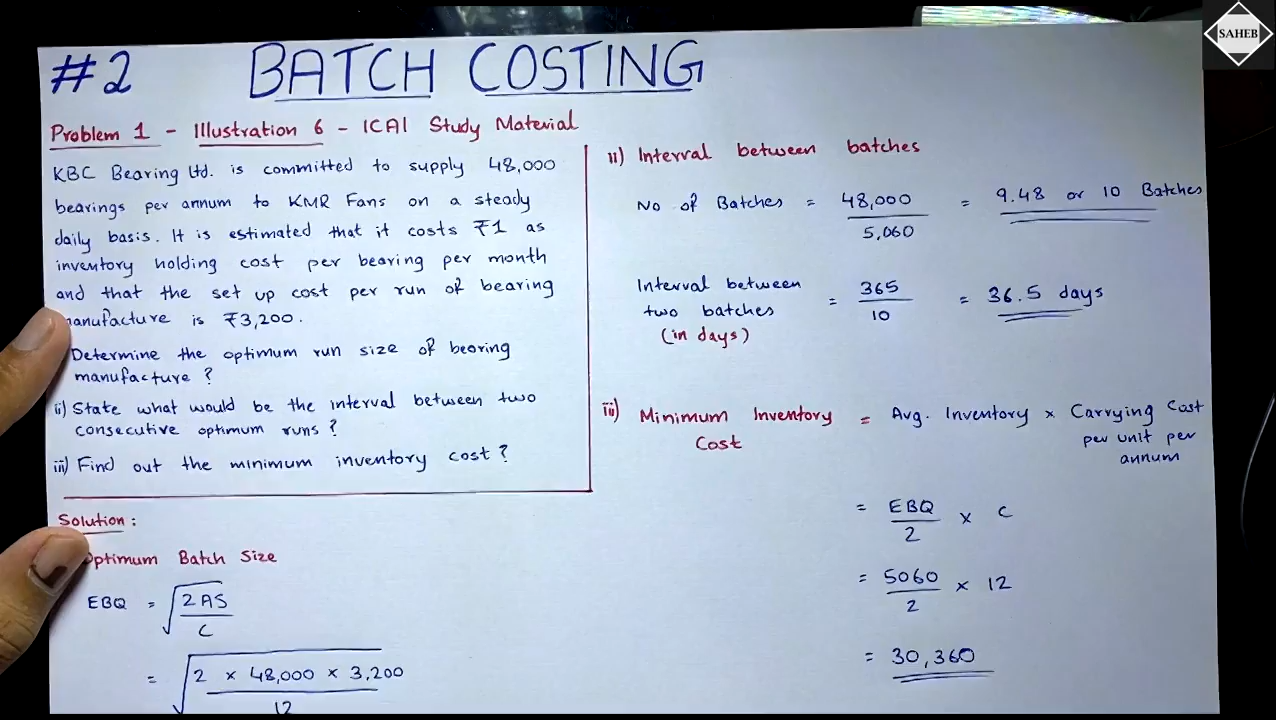 SAHEB
#2 BATCH COSTING
Problem 1 - Illustration 6 - ICAI Study Material
KBC Bearing Ltd. is committed to supply 48,000
bearings per annum to KMR Fans on a steady
daily basis. It is estimated that it costs ₹1 as
inventory holding cost per bearing per month
and that the set up cost per run of bearing
manufacture is ₹3,200.
Determine the optimum run size of bearing
manufacture ?
ii) State what would be the interval between two
consecutive optimum runs ?
iii) Find out the minimum inventory cost ?
Solution :
Optimum Batch Size
EBQ = √2AS
C
= √2 × 48,000 × 3,200
12
ii) Interval between batches
No of Batches = 48,000 = 9.48 or 10 Batches
5,060
Interval between
two batches = 365 = 36.5 days
10
(in days)
iii) Minimum Inventory = Avg. Inventory × Carrying Cost
Cost per unit per
annum
= EBQ × C
2
= 5060 × 12
2
= 30,360